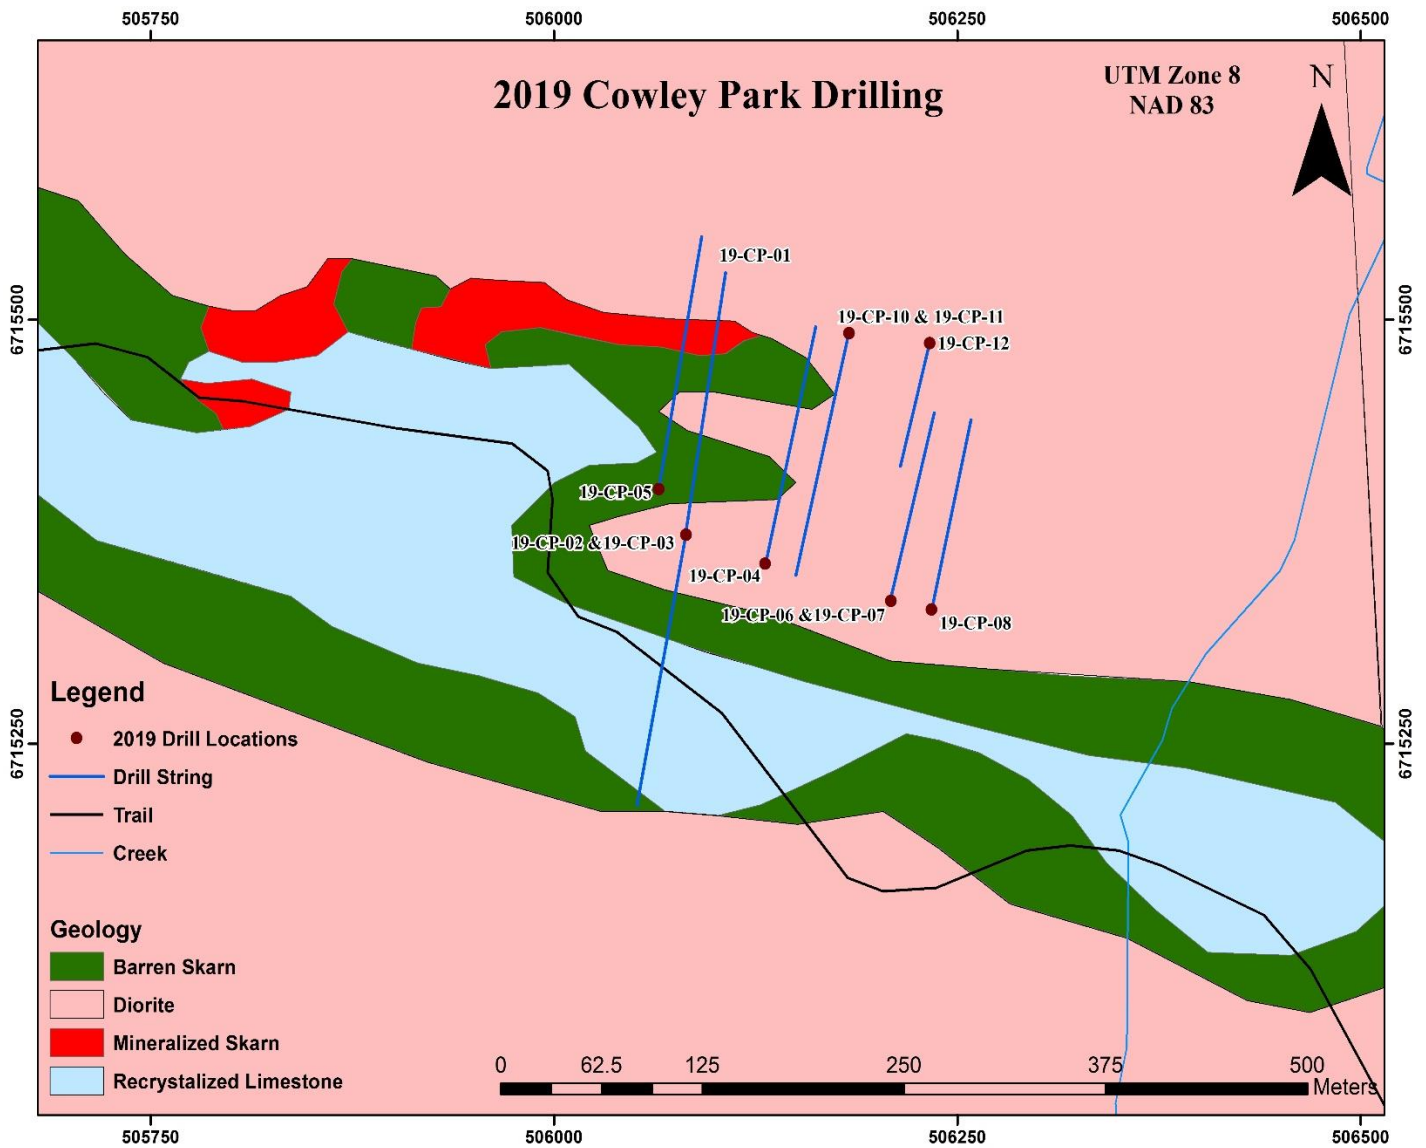 505750 506000 506250 506500
2019 Cowley Park Drilling
UTM Zone 8
NAD 83
N
19-CP-01
6715500
6715500
19-CP-10 & 19-CP-11
19-CP-12
19-CP-05
19-CP-02 &19-CP-03
19-CP-04
19-CP-06 &19-CP-07
19-CP-08
6715250
6715250
Legend
2019 Drill Locations
Drill String
Trail
Creek
Geology
Barren Skarn
Diorite
Mineralized Skarn
Recrystalized Limestone
0 62.5 125 250 375 500
Meters
505750 506000 506250 506500